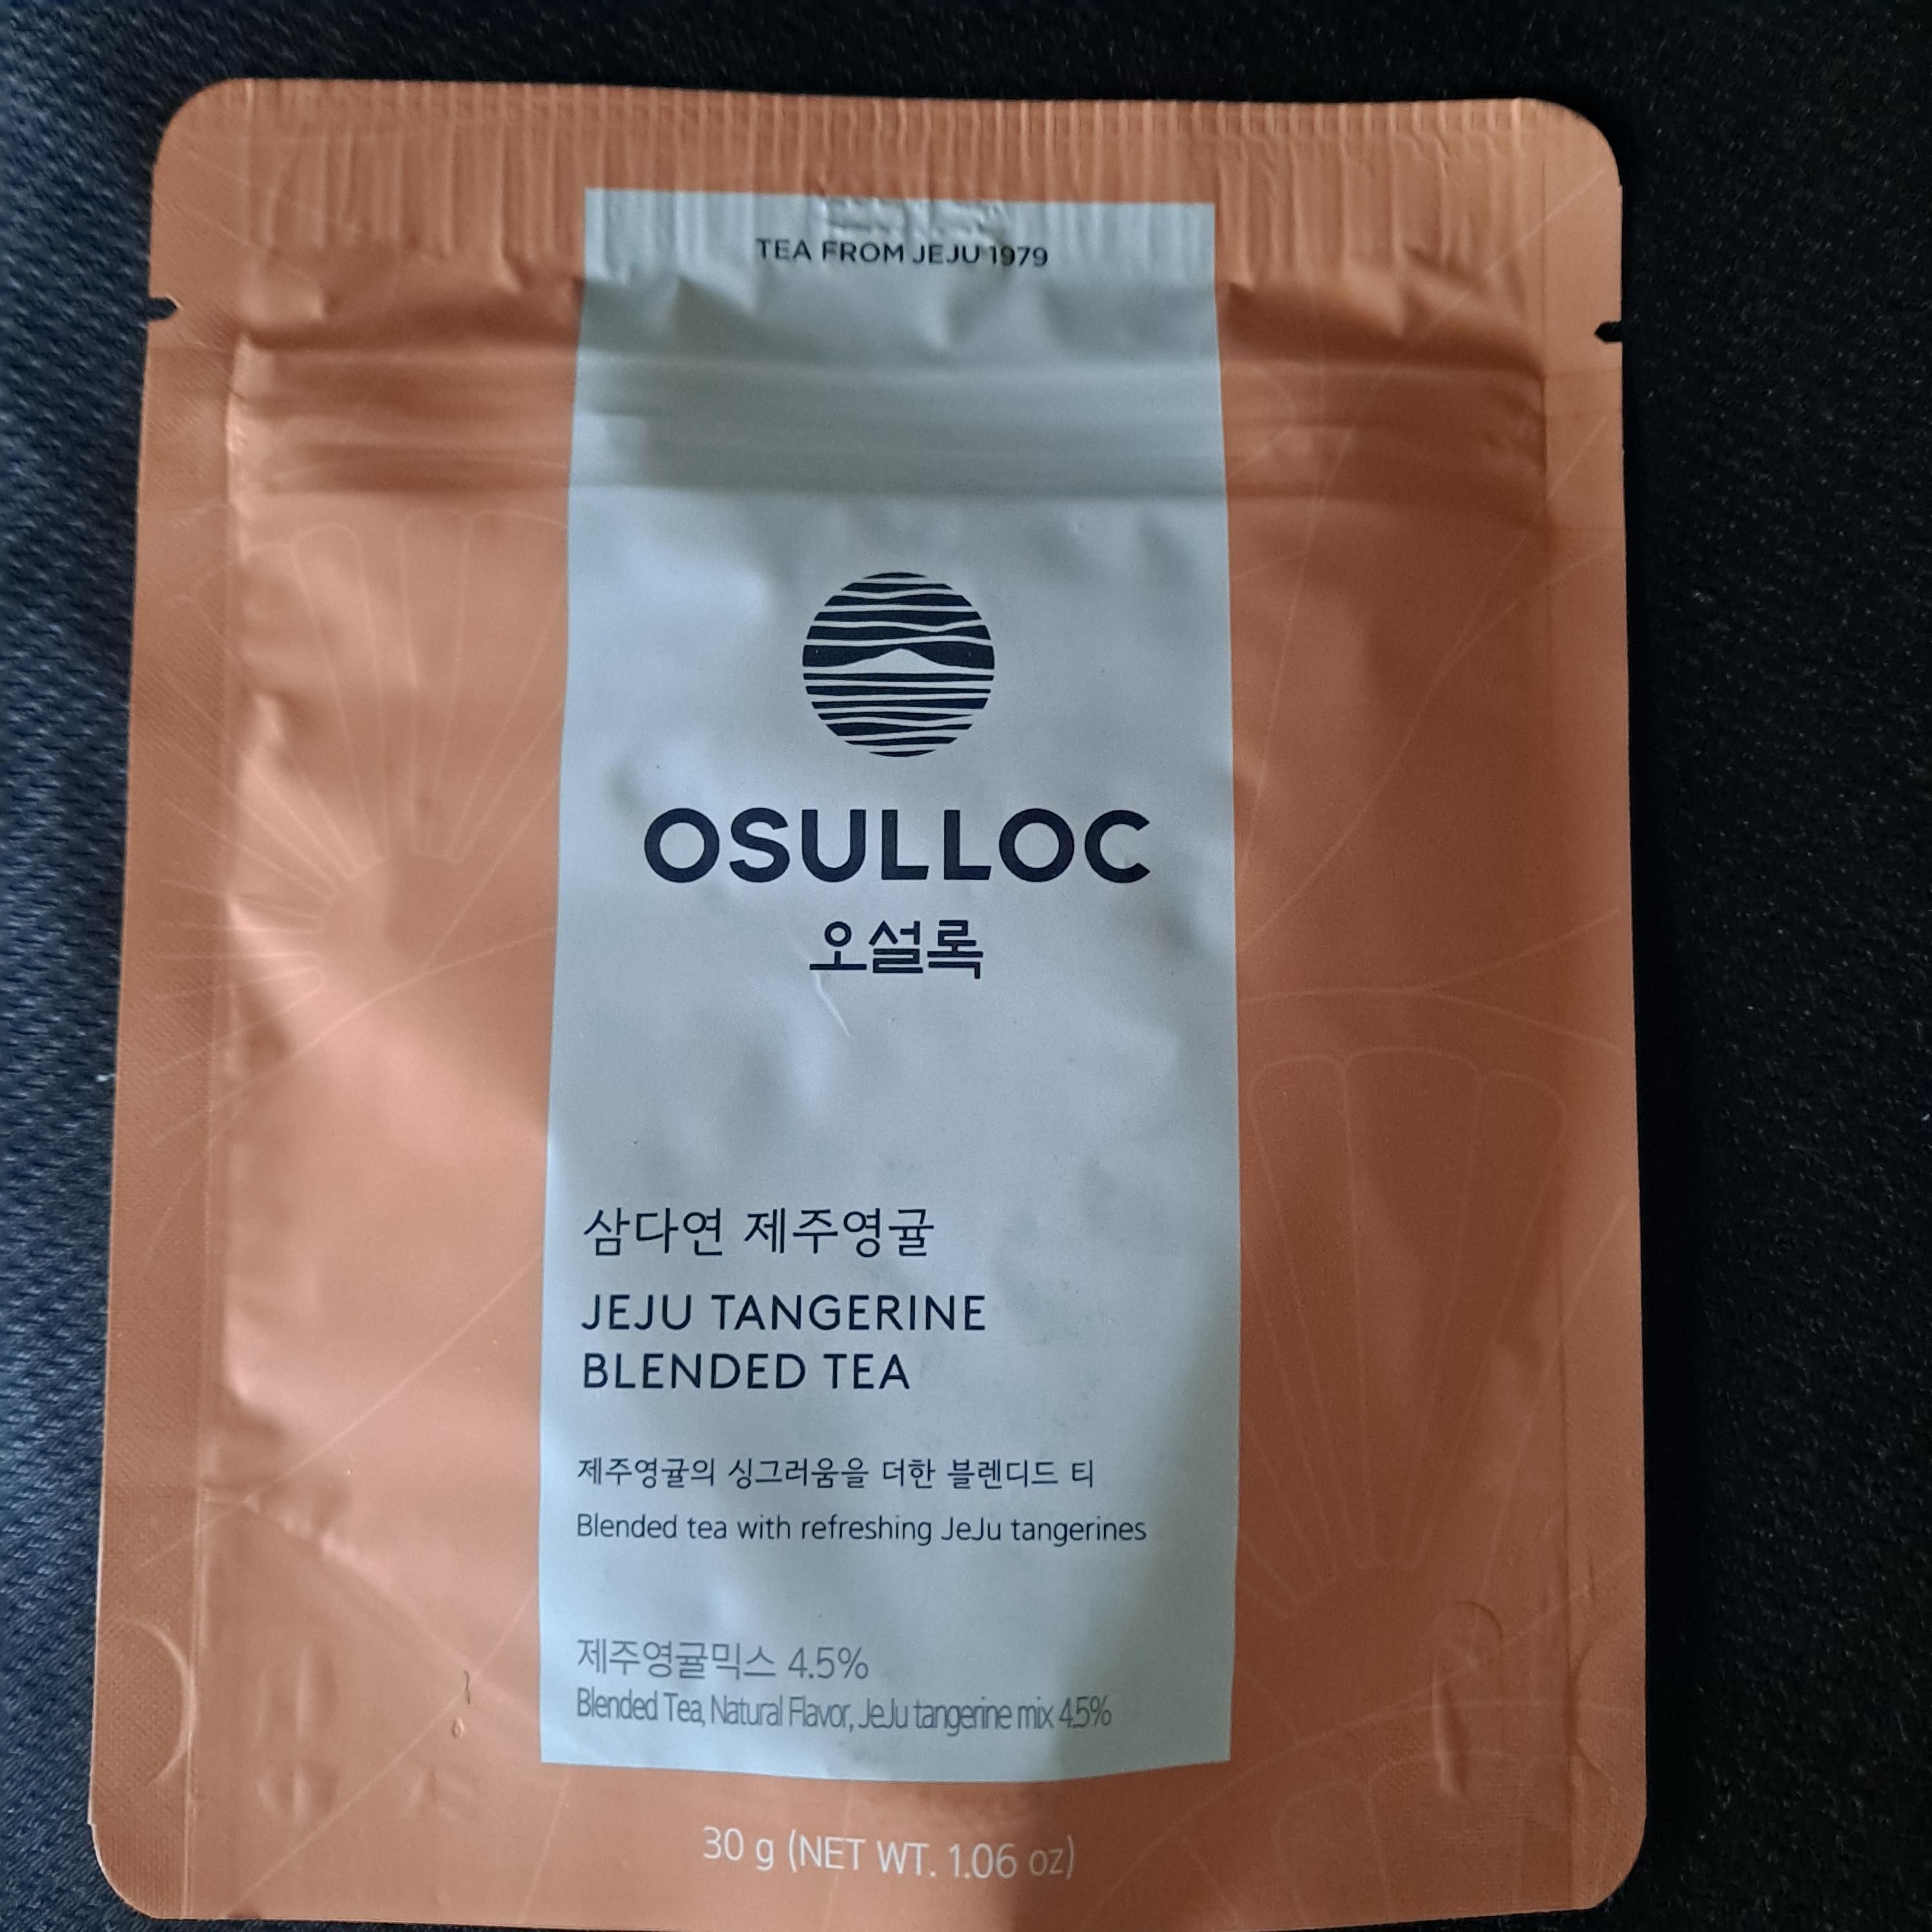 TEA FROM JEJU 1979
OSULLOC
오설록
삼다연 제주영귤
JEJU TANGERINE
BLENDED TEA
제주영귤의 싱그러움을 더한 블렌디드 티
Blended tea with refreshing JeJu tangerines
제주영귤믹스 4.5%
Blended Tea, Natural Flavor, JeJu tangerine mix 4.5%
30 g (NET WT. 1.06 oz)